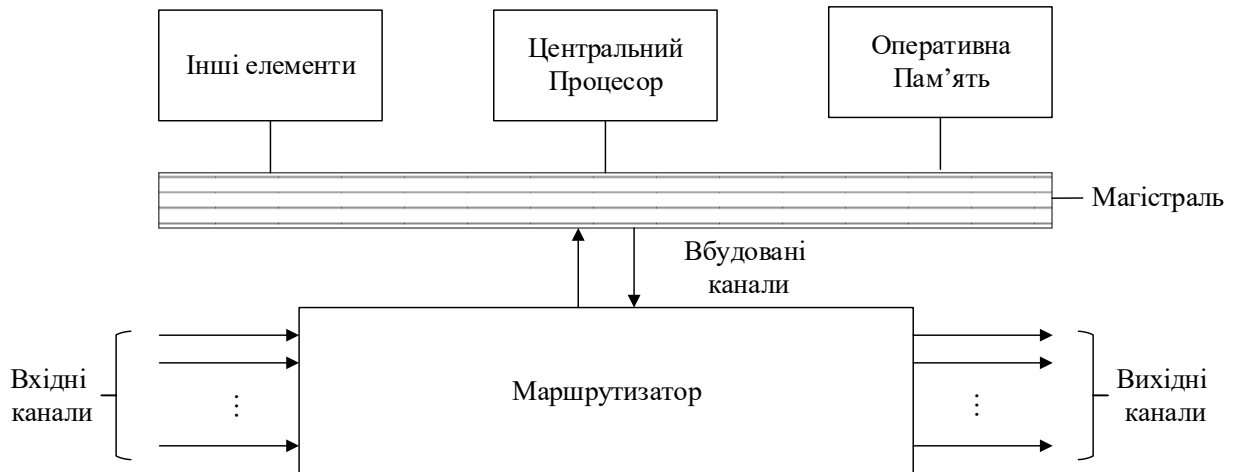 Інші елементи
Центральний
Процесор
Оперативна
Пам’ять
Магістраль
Вбудовані
канали
Вхідні
канали
Маршрутизатор
Вихідні
канали